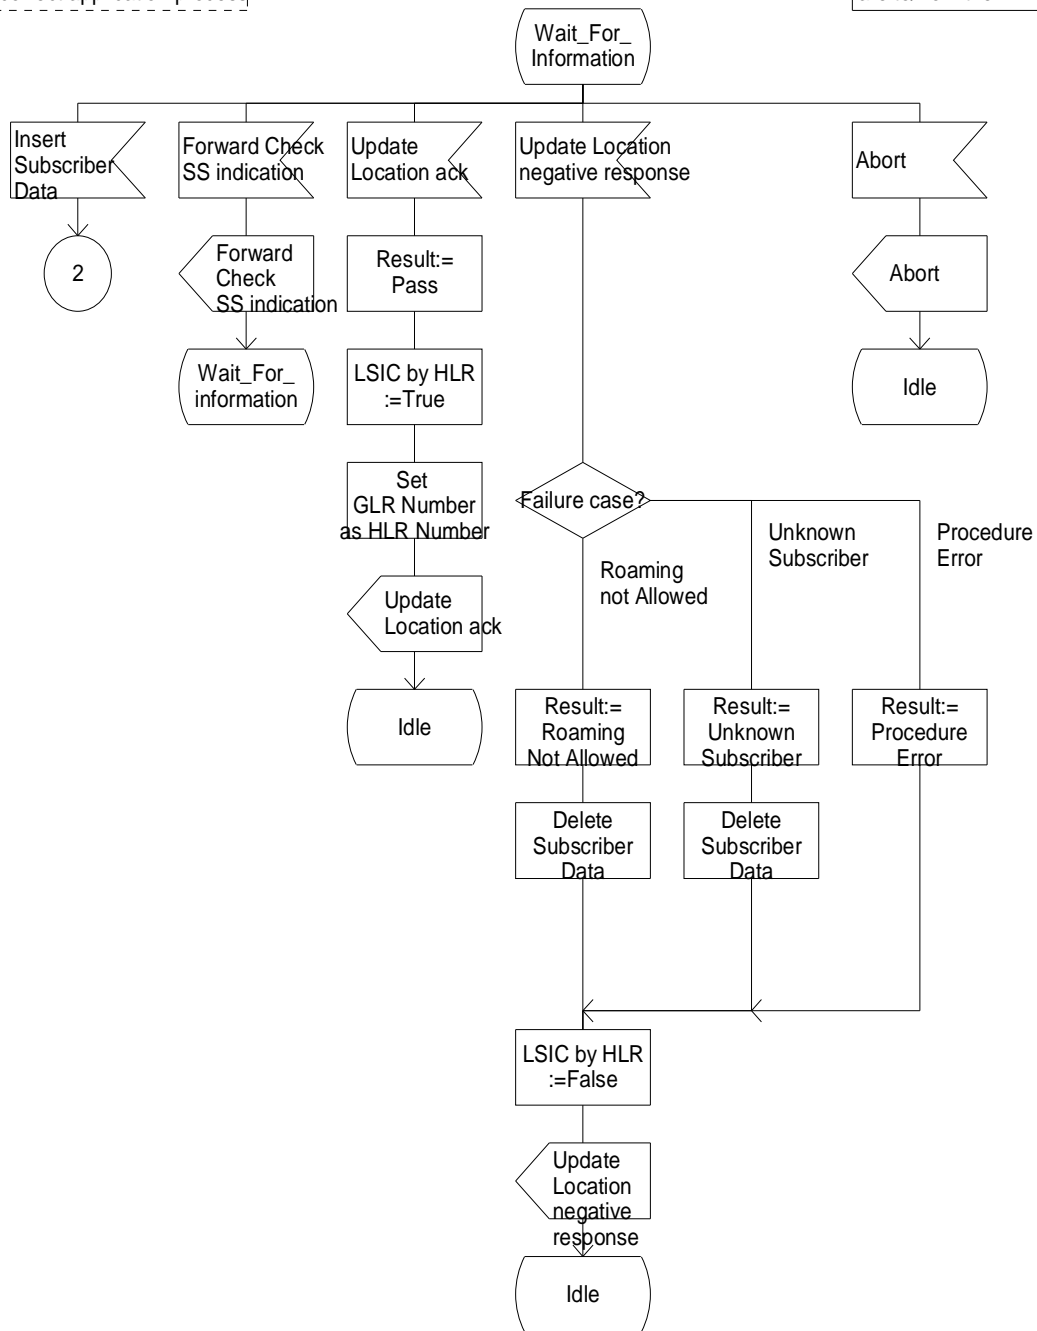 Wait_For_
Information
Insert
Subscriber
Data
Forward Check
SS indication
Update
Location ack
Update Location
negative response
Abort
2
Forward
Check
SS indication
Result:=
Pass
Abort
Wait_For_
information
LSIC by HLR
:=True
Idle
Set
GLR Number
as HLR Number
Failure case?
Unknown
Subscriber
Procedure
Error
Roaming
not Allowed
Update
Location ack
Idle
Result:=
Roaming
Not Allowed
Result:=
Unknown
Subscriber
Result:=
Procedure
Error
Delete
Subscriber
Data
Delete
Subscriber
Data
LSIC by HLR
:=False
Update
Location
negative
response
Idle